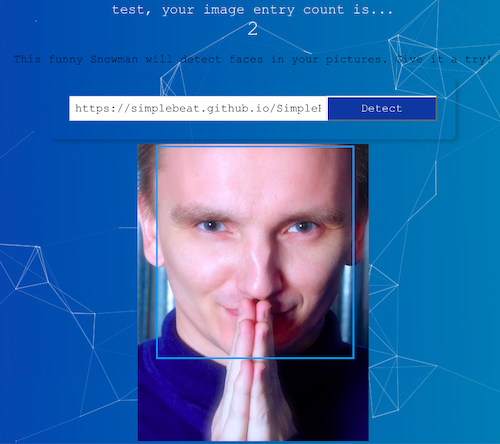 test, your image entry count is...
2
This funny Snowman will detect faces in your pictures. Give it a try!
https://simplebeat.github.io/Simple
Detect